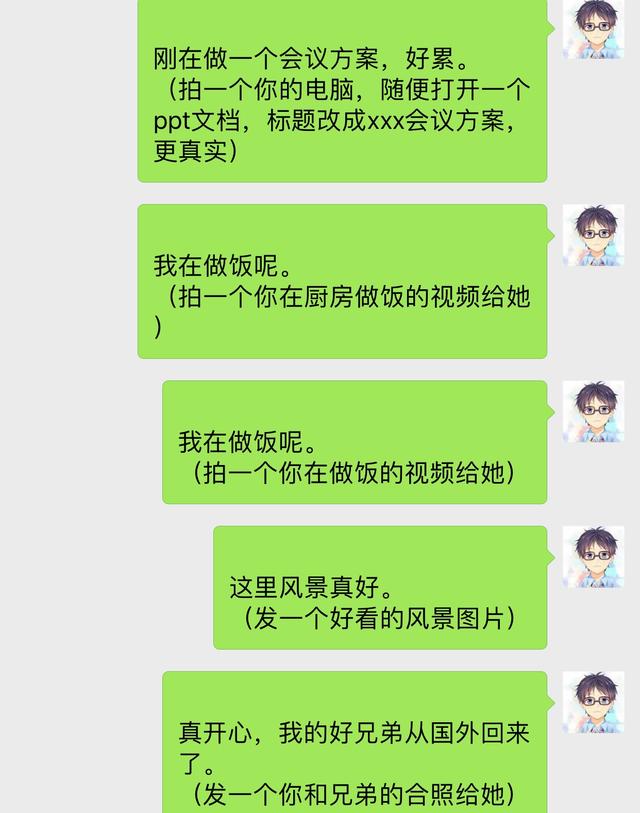 刚在做一个会议方案，好累。
（拍一个你的电脑，随便打开一个
ppt文档，标题改成xxx会议方案，
更真实）
我在做饭呢。
（拍一个你在厨房做饭的视频给她
）
我在做饭呢。
（拍一个你在做饭的视频给她）
这里风景真好。
（发一个好看的风景图片）
真开心，我的好兄弟从国外回来
了。
（发一个你和兄弟的合照给她）